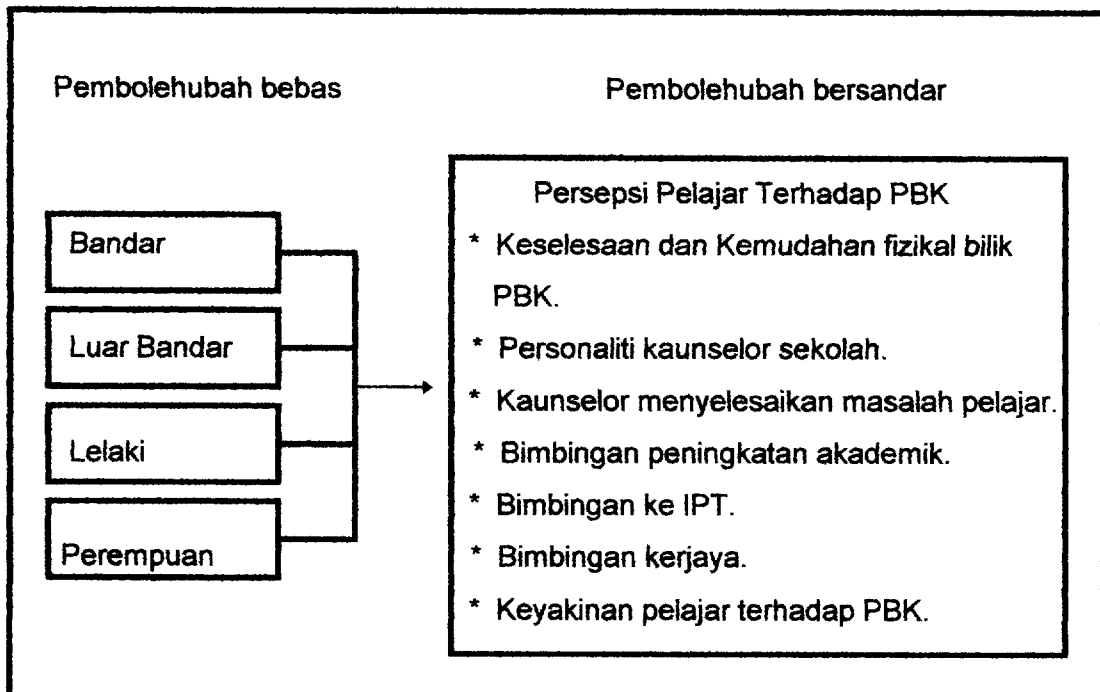 Pembolehubah bebas
Pembolehubah bersandar
Bandar
Luar Bandar
Lelaki
Perempuan
Persepsi Pelajar Terhadap PBK
* Keselesaan dan Kemudahan fizikal bilik
PBK.
* Personaliti kaunselor sekolah.
* Kaunselor menyelesaikan masalah pelajar.
* Bimbingan peningkatan akademik.
* Bimbingan ke IPT.
* Bimbingan kerjaya.
* Keyakinan pelajar terhadap PBK.